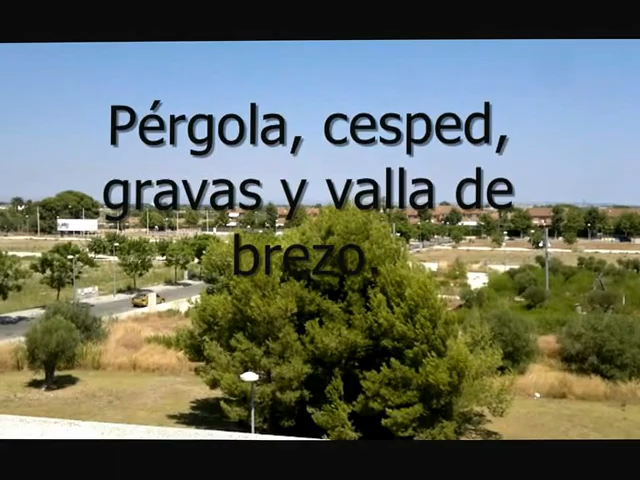 Pérgola, cesped,
gravas y valla de
brezo.